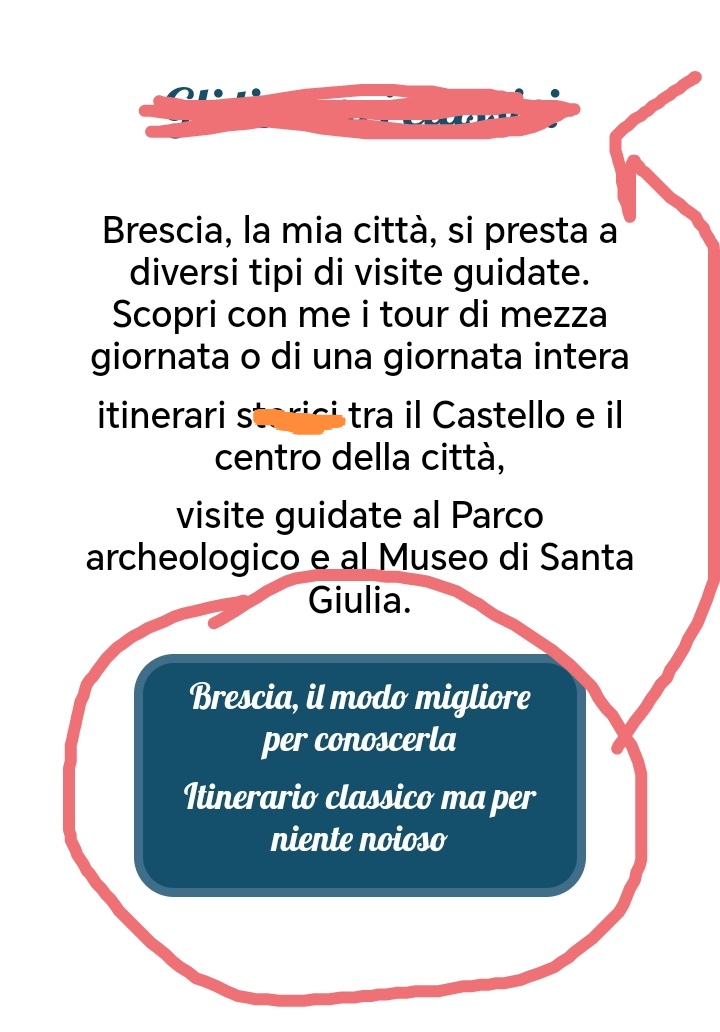 Brescia, la mia città, si presta a
diversi tipi di visite guidate.
Scopri con me i tour di mezza
giornata o di una giornata intera
itinerari storici tra il Castello e il
centro della città,
visite guidate al Parco
archeologico e al Museo di Santa
Giulia.
Brescia, il modo migliore
per conoscerla
Itinerario classico ma per
niente noioso